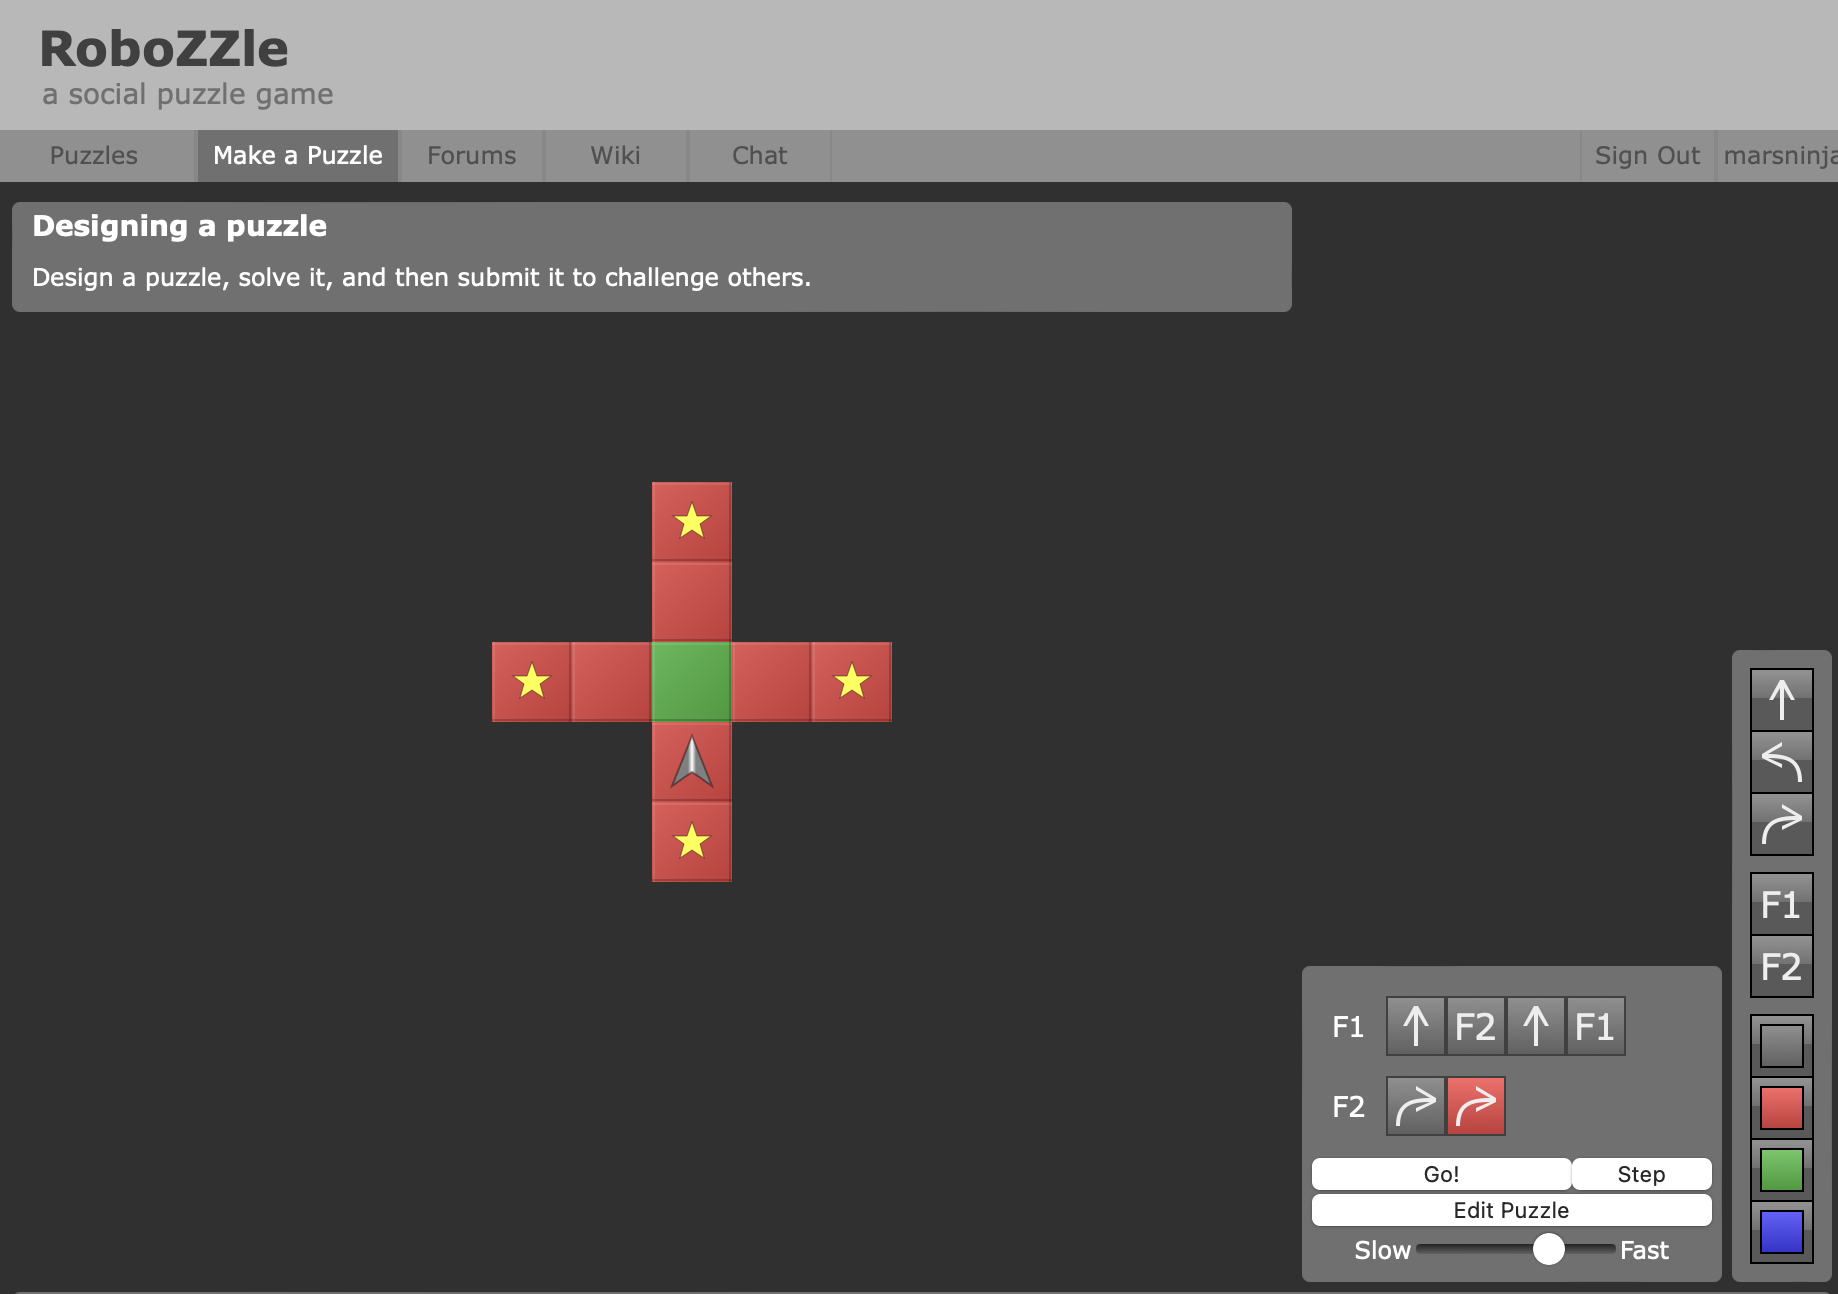 RoboZZle
a social puzzle game
Puzzles
Make a Puzzle
Forums
Wiki
Chat
Sign Out
marsninja
Designing a puzzle
Design a puzzle, solve it, and then submit it to challenge others.
F1
F2
F1 F2 F1
F2
Go!
Step
Edit Puzzle
Slow
Fast